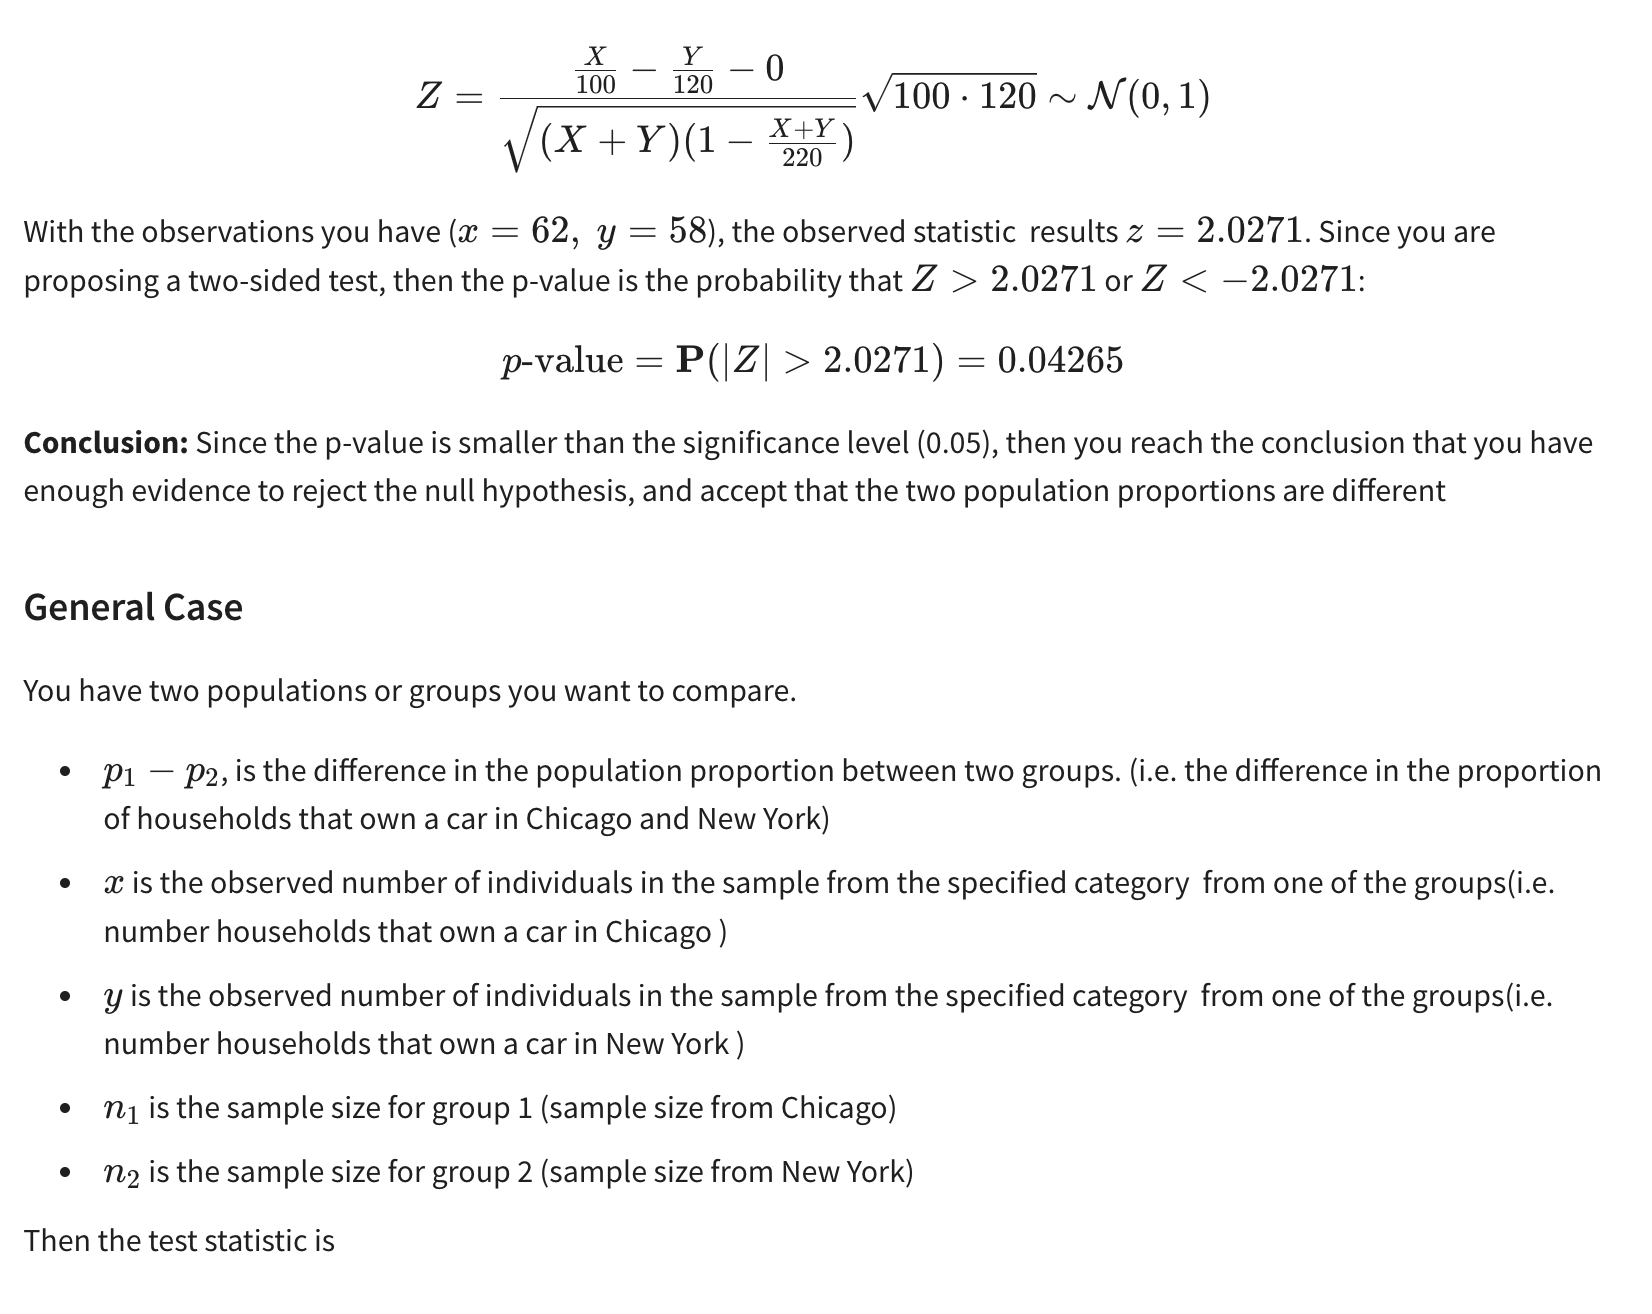 Z = \frac{\frac{X}{100} - \frac{Y}{120} - 0}{\sqrt{(X + Y)(1 - \frac{X+Y}{220})}} \sqrt{100 \cdot 120} \sim \mathcal{N}(0, 1)
With the observations you have (x = 62, y = 58), the observed statistic results z = 2.0271. Since you are
proposing a two-sided test, then the p-value is the probability that Z > 2.0271 or Z < −2.0271:
p-value = P(|Z| > 2.0271) = 0.04265
Conclusion: Since the p-value is smaller than the significance level (0.05), then you reach the conclusion that you have
enough evidence to reject the null hypothesis, and accept that the two population proportions are different
General Case
You have two populations or groups you want to compare.
• p₁ − p₂, is the difference in the population proportion between two groups. (i.e. the difference in the proportion
of households that own a car in Chicago and New York)
• x is the observed number of individuals in the sample from the specified category from one of the groups(i.e.
number households that own a car in Chicago )
• y is the observed number of individuals in the sample from the specified category from one of the groups(i.e.
number households that own a car in New York )
• n₁ is the sample size for group 1 (sample size from Chicago)
• n₂ is the sample size for group 2 (sample size from New York)
Then the test statistic is